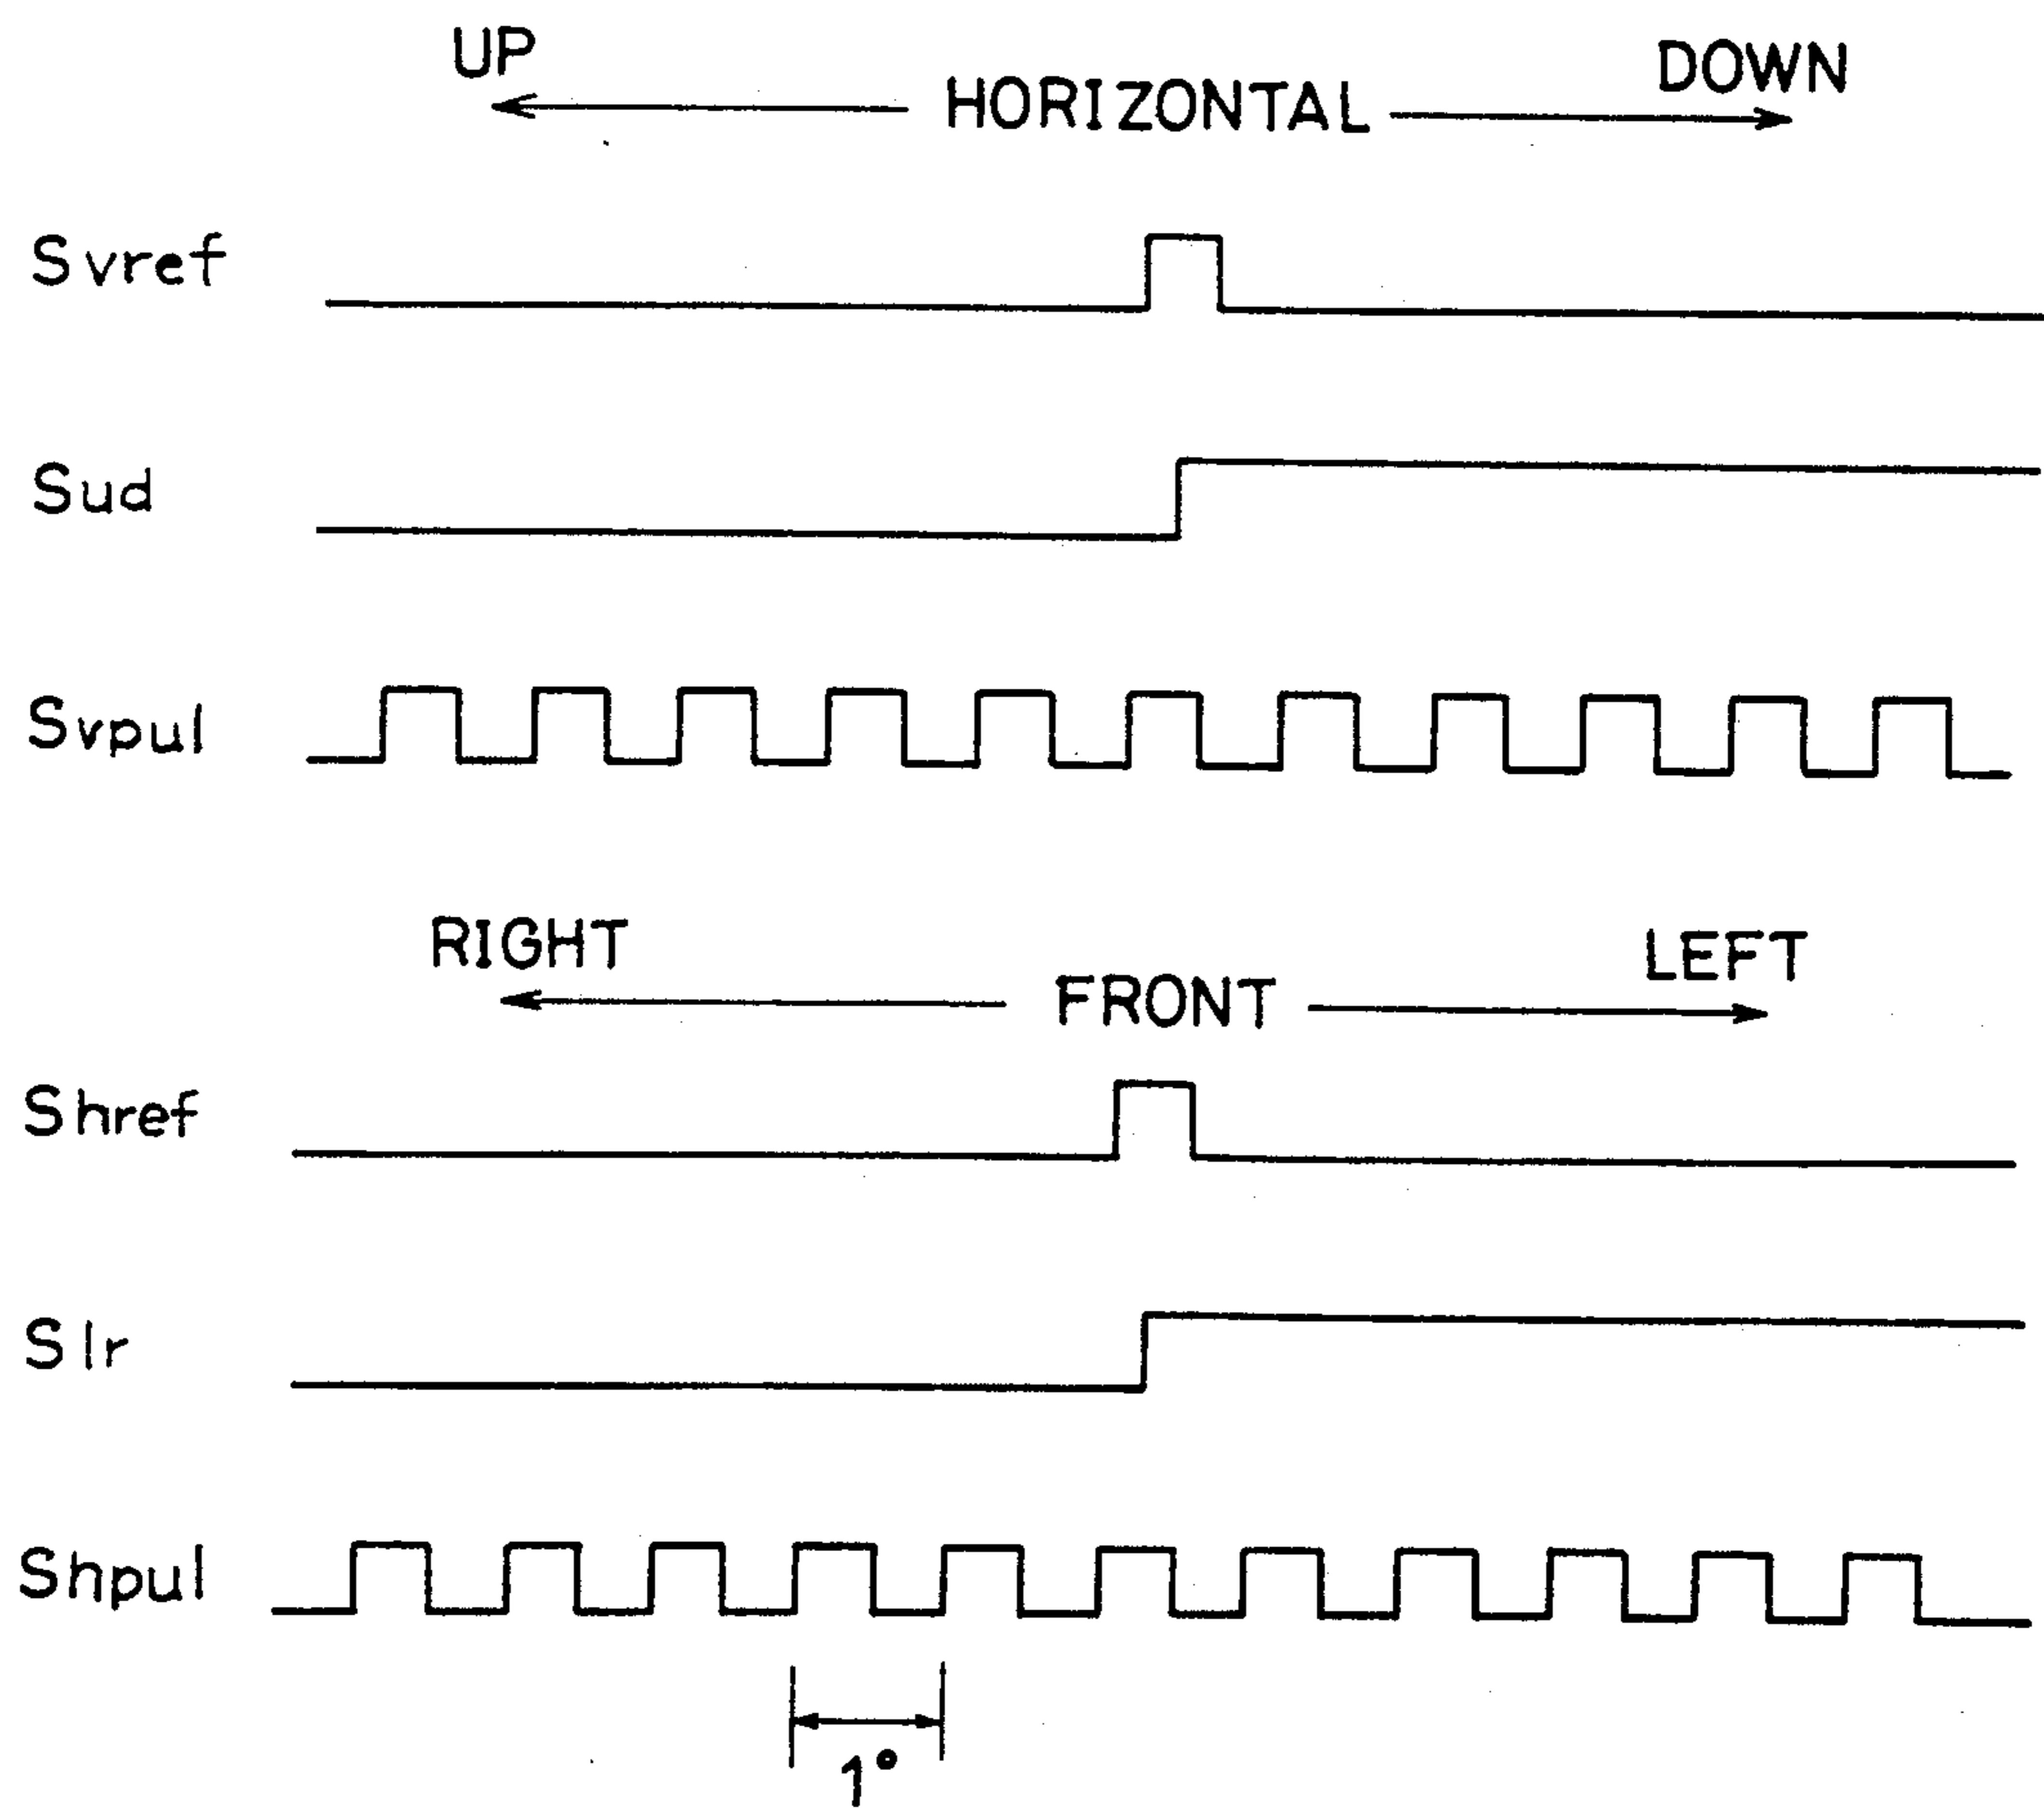 UP
DOWN
HORIZONTAL
Svref
Sud
Svpul
RIGHT
LEFT
FRONT
Shref
Slr
Shpul
1°